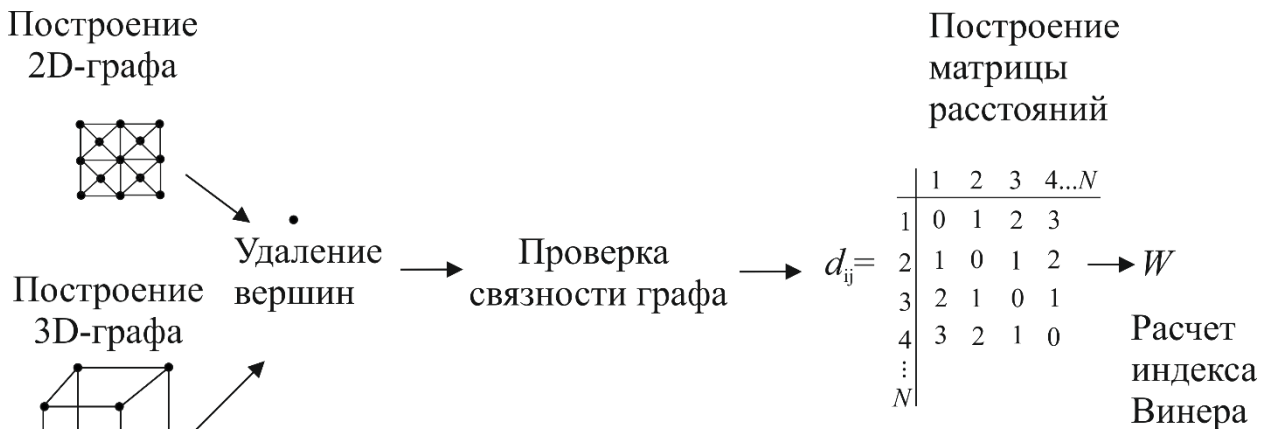 Построение
2D-графа
Построение
3D-графа
Удаление
вершин
Проверка
связности графа
Построение
матрицы
расстояний
d_ij=
1 2 3 4...N
1 0 1 2 3
2 1 0 1 2
3 2 1 0 1
4 3 2 1 0
⋮
N
W
Расчет
индекса
Винера